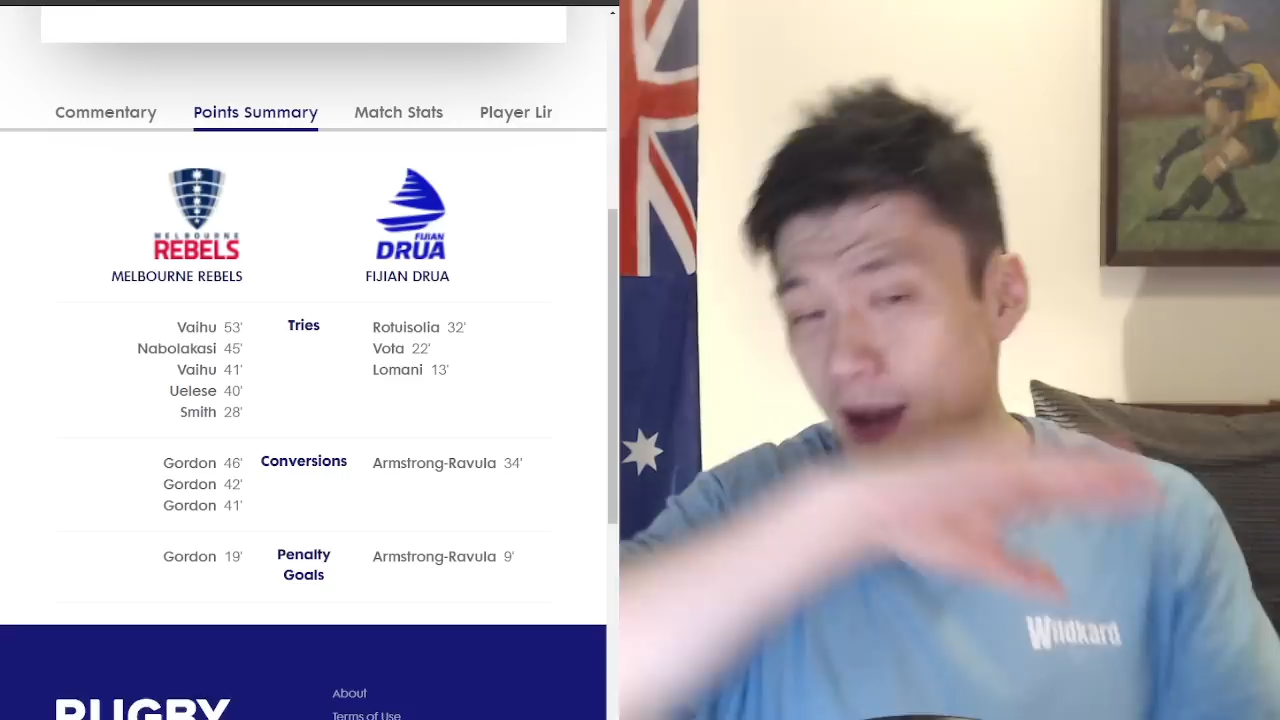 Commentary Points Summary Match Stats Player Lir
MELBOURNE
REBELS
FIJIAN
DRUA
MELBOURNE REBELS FIJIAN DRUA
Vaihu 53' Tries Rotuisolia 32'
Nabolakasi 45' Vota 22'
Vaihu 41' Lomani 13'
Uelese 40'
Smith 28'
Gordon 46' Conversions Armstrong-Ravula 34'
Gordon 42'
Gordon 41'
Gordon 19' Penalty Goals Armstrong-Ravula 9'
RUGBY
About
Terms of Use
Wildkard